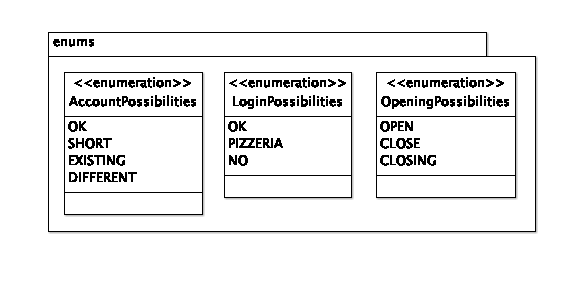 enums
<<enumeration>>
AccountPossibilities
OK
SHORT
EXISTING
DIFFERENT
<<enumeration>>
LoginPossibilities
OK
PIZZERIA
NO
<<enumeration>>
OpeningPossibilities
OPEN
CLOSE
CLOSING